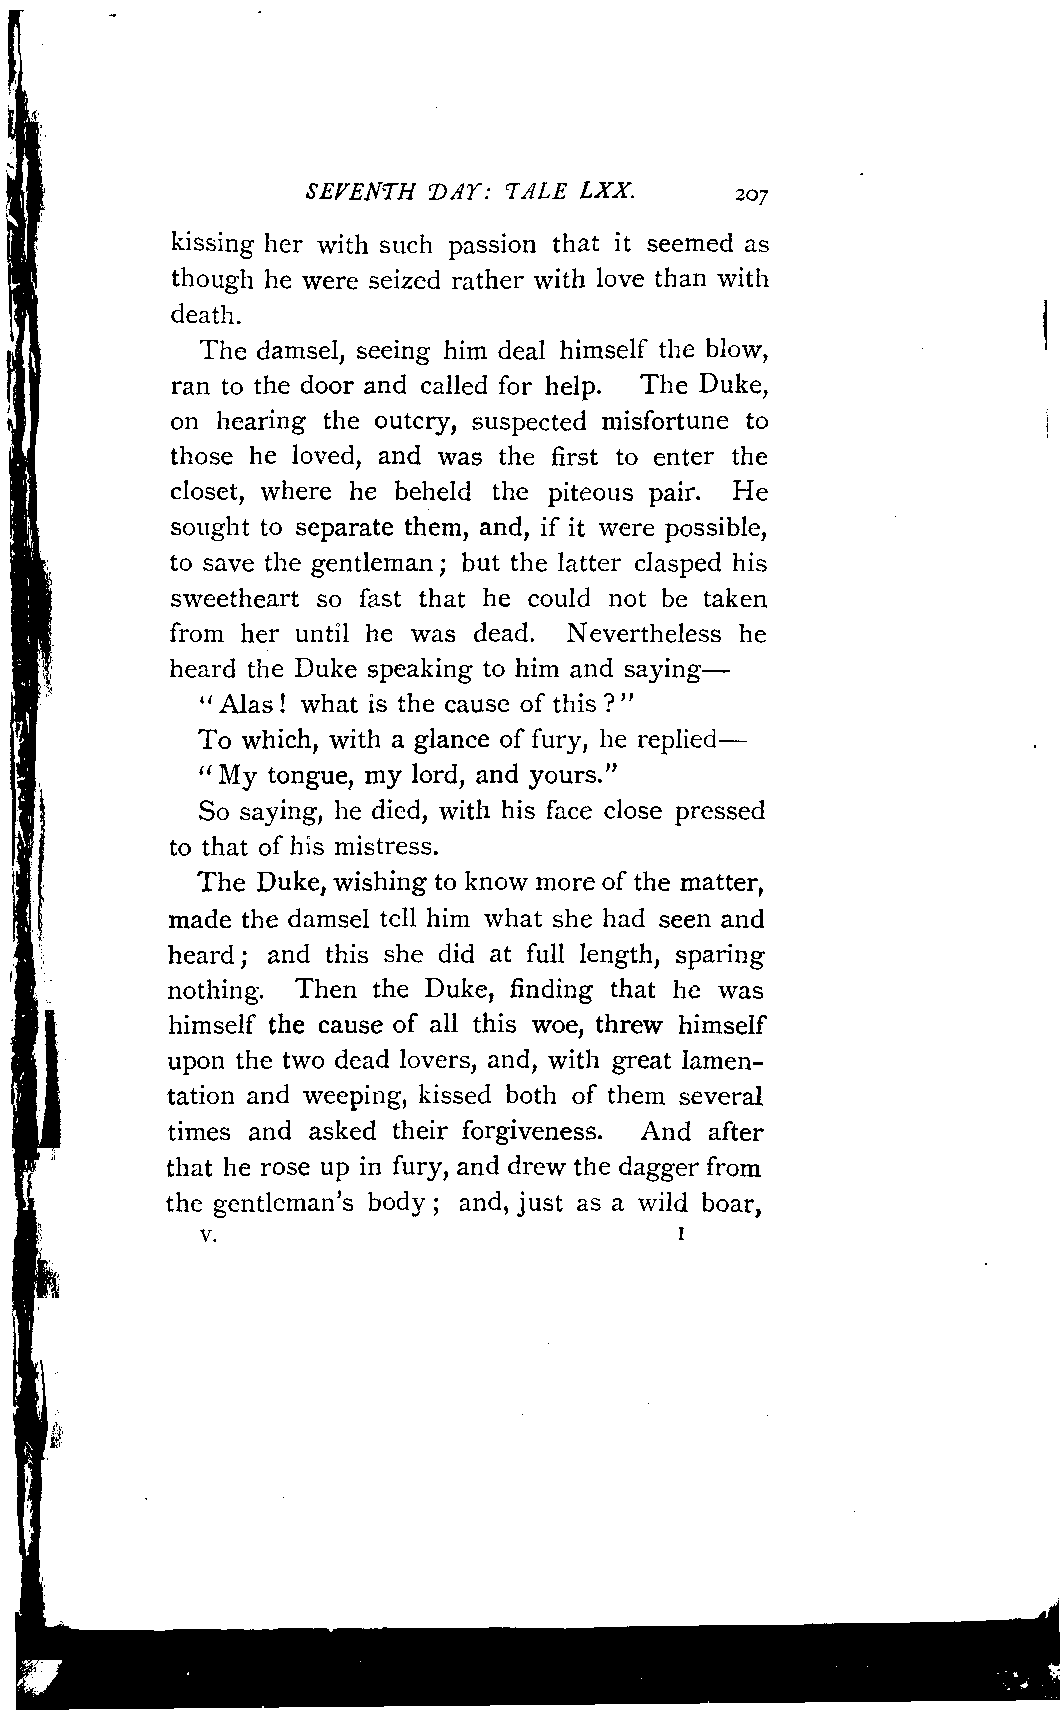 SEVENTH DAY: TALE LXX. 207
kissing her with such passion that it seemed as
though he were seized rather with love than with
death.
The damsel, seeing him deal himself the blow,
ran to the door and called for help. The Duke,
on hearing the outcry, suspected misfortune to
those he loved, and was the first to enter the
closet, where he beheld the piteous pair. He
sought to separate them, and, if it were possible,
to save the gentleman; but the latter clasped his
sweetheart so fast that he could not be taken
from her until he was dead. Nevertheless he
heard the Duke speaking to him and saying—
"Alas! what is the cause of this?"
To which, with a glance of fury, he replied—
"My tongue, my lord, and yours."
So saying, he died, with his face close pressed
to that of his mistress.
The Duke, wishing to know more of the matter,
made the damsel tell him what she had seen and
heard; and this she did at full length, sparing
nothing. Then the Duke, finding that he was
himself the cause of all this woe, threw himself
upon the two dead lovers, and, with great lamen-
tation and weeping, kissed both of them several
times and asked their forgiveness. And after
that he rose up in fury, and drew the dagger from
the gentleman's body; and, just as a wild boar,
V. I